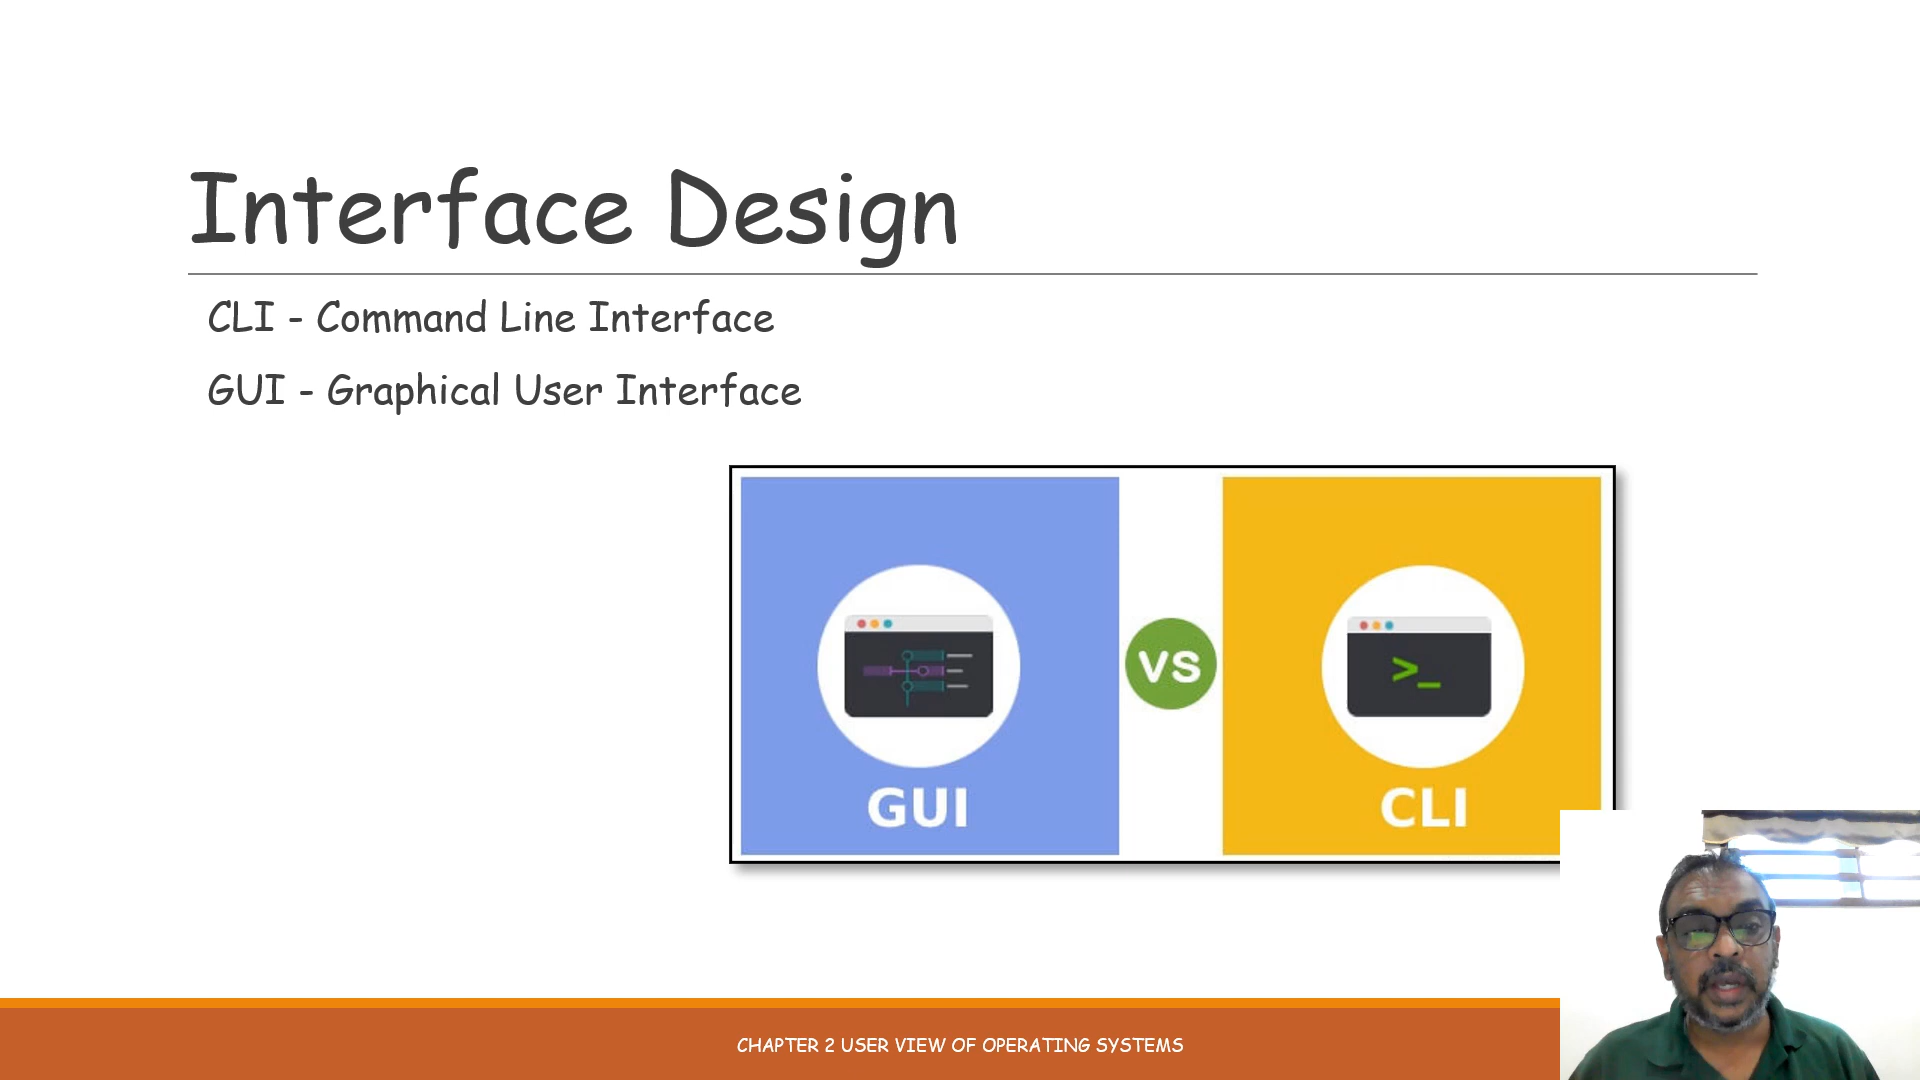 Interface Design
CLI - Command Line Interface
GUI - Graphical User Interface
VS
>_
GUI
CLI
CHAPTER 2 USER VIEW OF OPERATING SYSTEMS